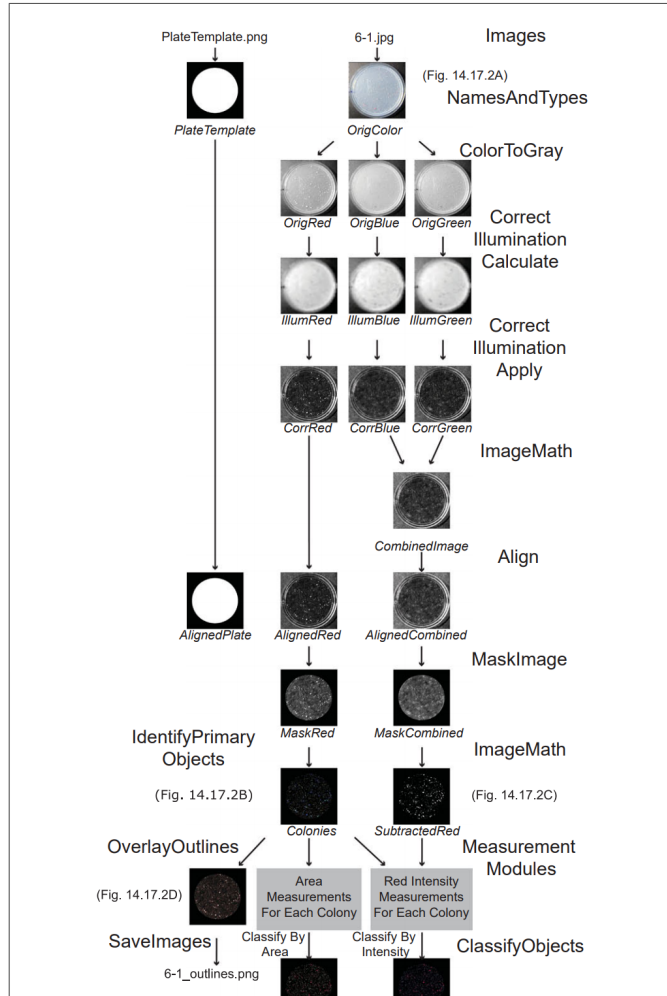 PlateTemplate.png
6-1.jpg
Images
(Fig. 14.17.2A)
NamesAndTypes
PlateTemplate
OrigColor
ColorToGray
OrigRed
OrigBlue
OrigGreen
Correct
Illumination
Calculate
IllumRed
IllumBlue
IllumGreen
Correct
Illumination
Apply
CorrRed
CorrBlue
CorrGreen
ImageMath
CombinedImage
Align
AlignedPlate
AlignedRed
AlignedCombined
MaskImage
MaskRed
MaskCombined
IdentifyPrimary
Objects
ImageMath
(Fig. 14.17.2B)
(Fig. 14.17.2C)
Colonies
SubtractedRed
OverlayOutlines
Measurement
Modules
(Fig. 14.17.2D)
Area
Measurements
For Each Colony
Red Intensity
Measurements
For Each Colony
SaveImages
Classify By
Area
Classify By
Intensity
ClassifyObjects
6-1_outlines.png